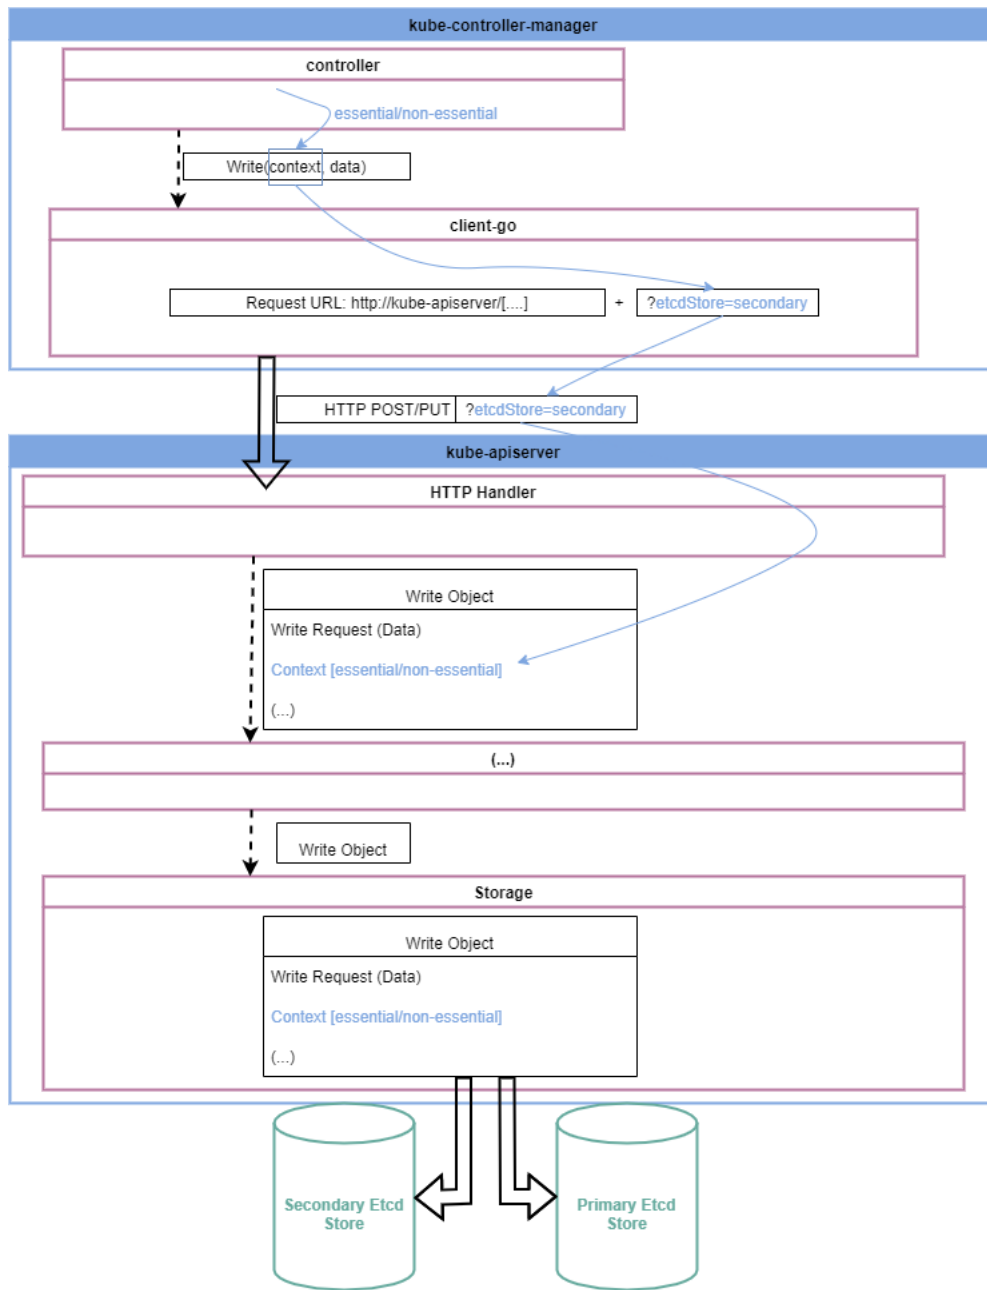 kube-controller-manager
controller
essential/non-essential
Write(context, data)
client-go
Request URL: http://kube-apiserver/[....]
+
?etcdStore=secondary
HTTP POST/PUT
?etcdStore=secondary
kube-apiserver
HTTP Handler
Write Object
Write Request (Data)
Context [essential/non-essential]
(...)
(...)
Write Object
Storage
Write Object
Write Request (Data)
Context [essential/non-essential]
(...)
Secondary Etcd
Store
Primary Etcd
Store